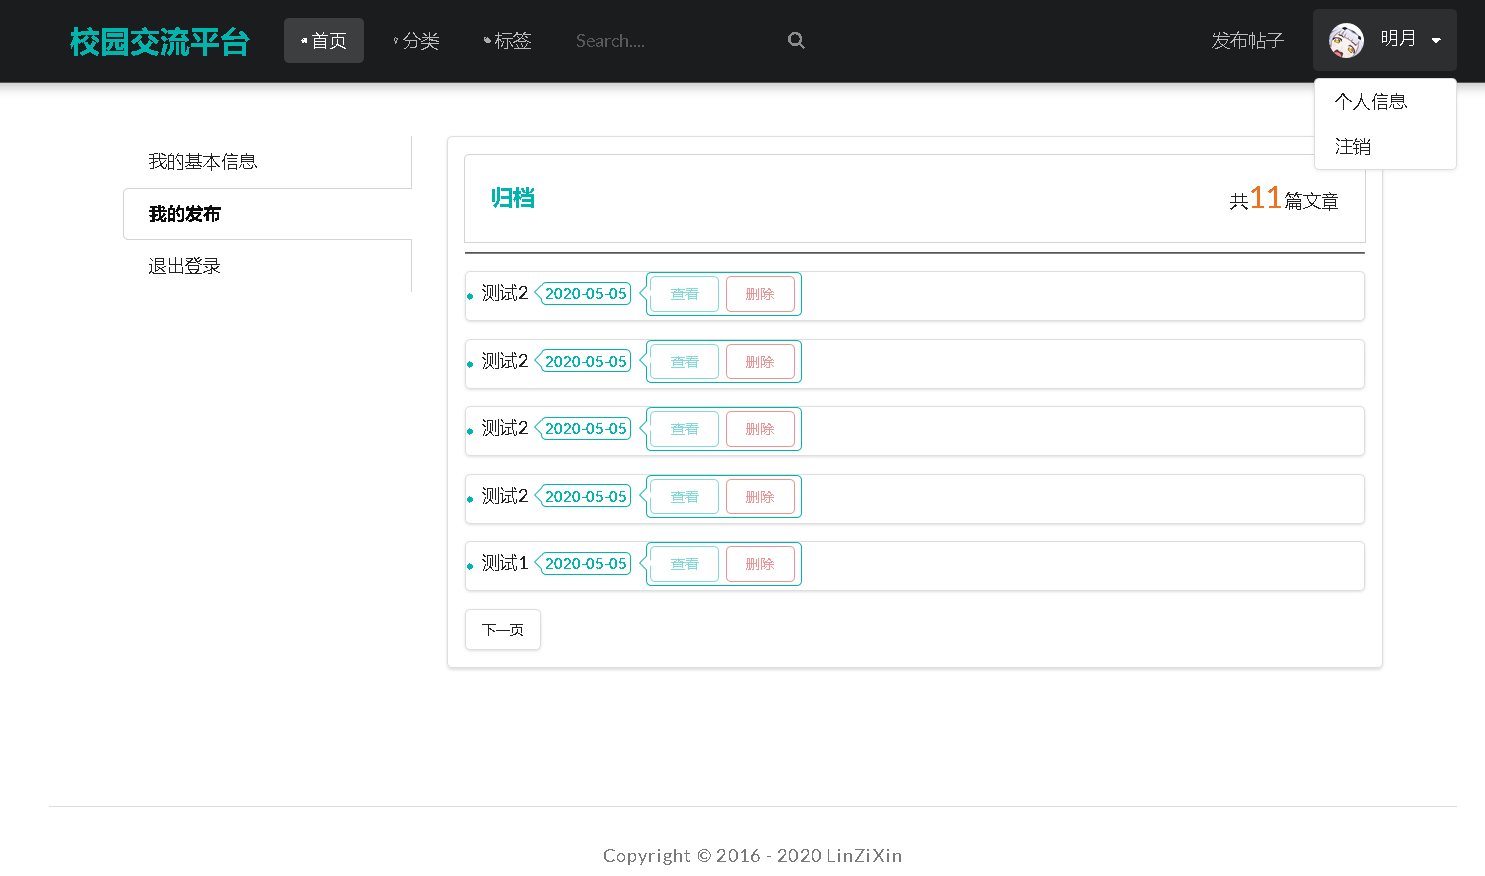 校园交流平台 首页 分类 标签 Search.... 发布帖子 明月
个人信息
注销
我的基本信息
我的发布
退出登录
归档 共11篇文章
测试2 2020-05-05 查看 删除
测试2 2020-05-05 查看 删除
测试2 2020-05-05 查看 删除
测试2 2020-05-05 查看 删除
测试1 2020-05-05 查看 删除
下一页
Copyright © 2016 - 2020 LinZiXin